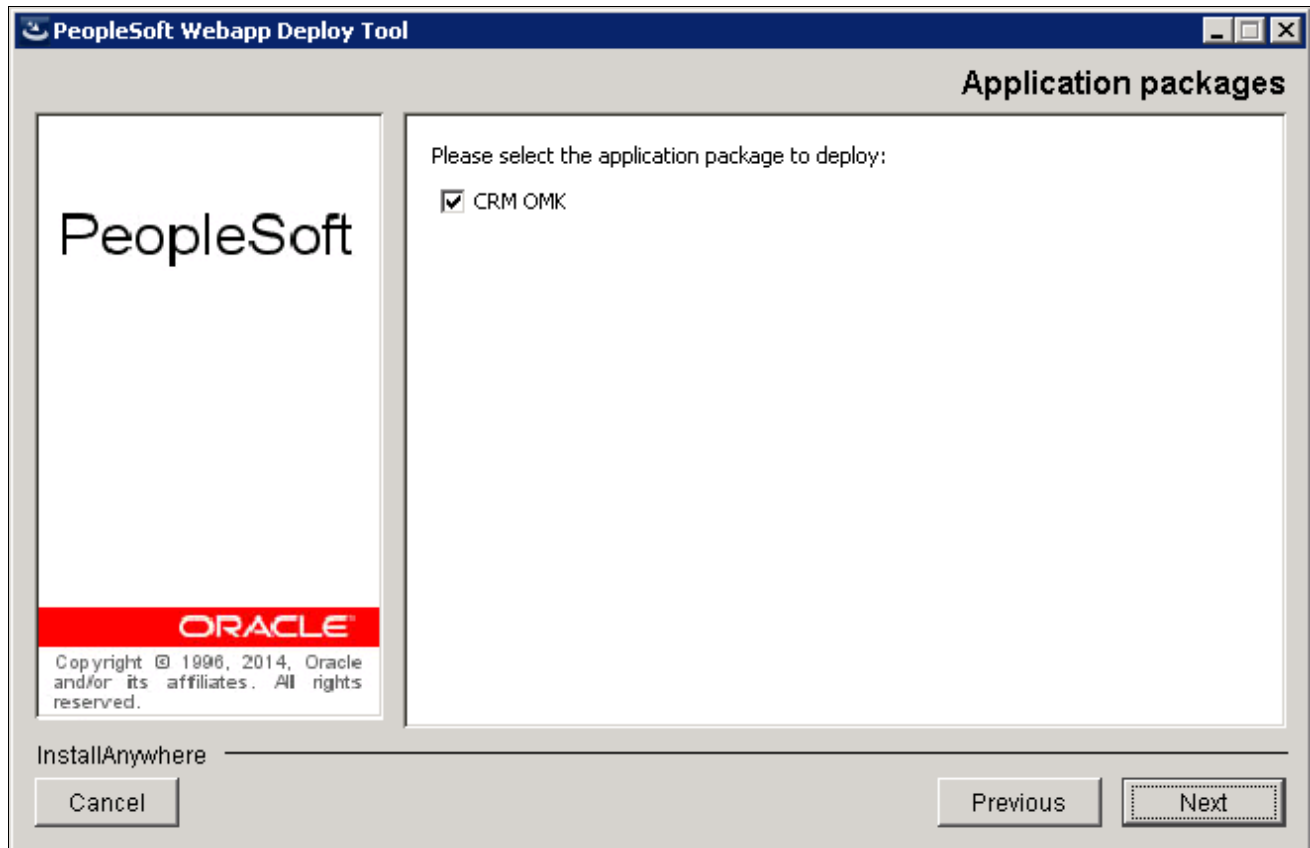 PeopleSoft Webapp Deploy Tool
Application packages
PeopleSoft
ORACLE
Copyright © 1996, 2014, Oracle
and/or its affiliates. All rights
reserved.
Please select the application package to deploy:
CRM OMK
InstallAnywhere
Cancel
Previous
Next